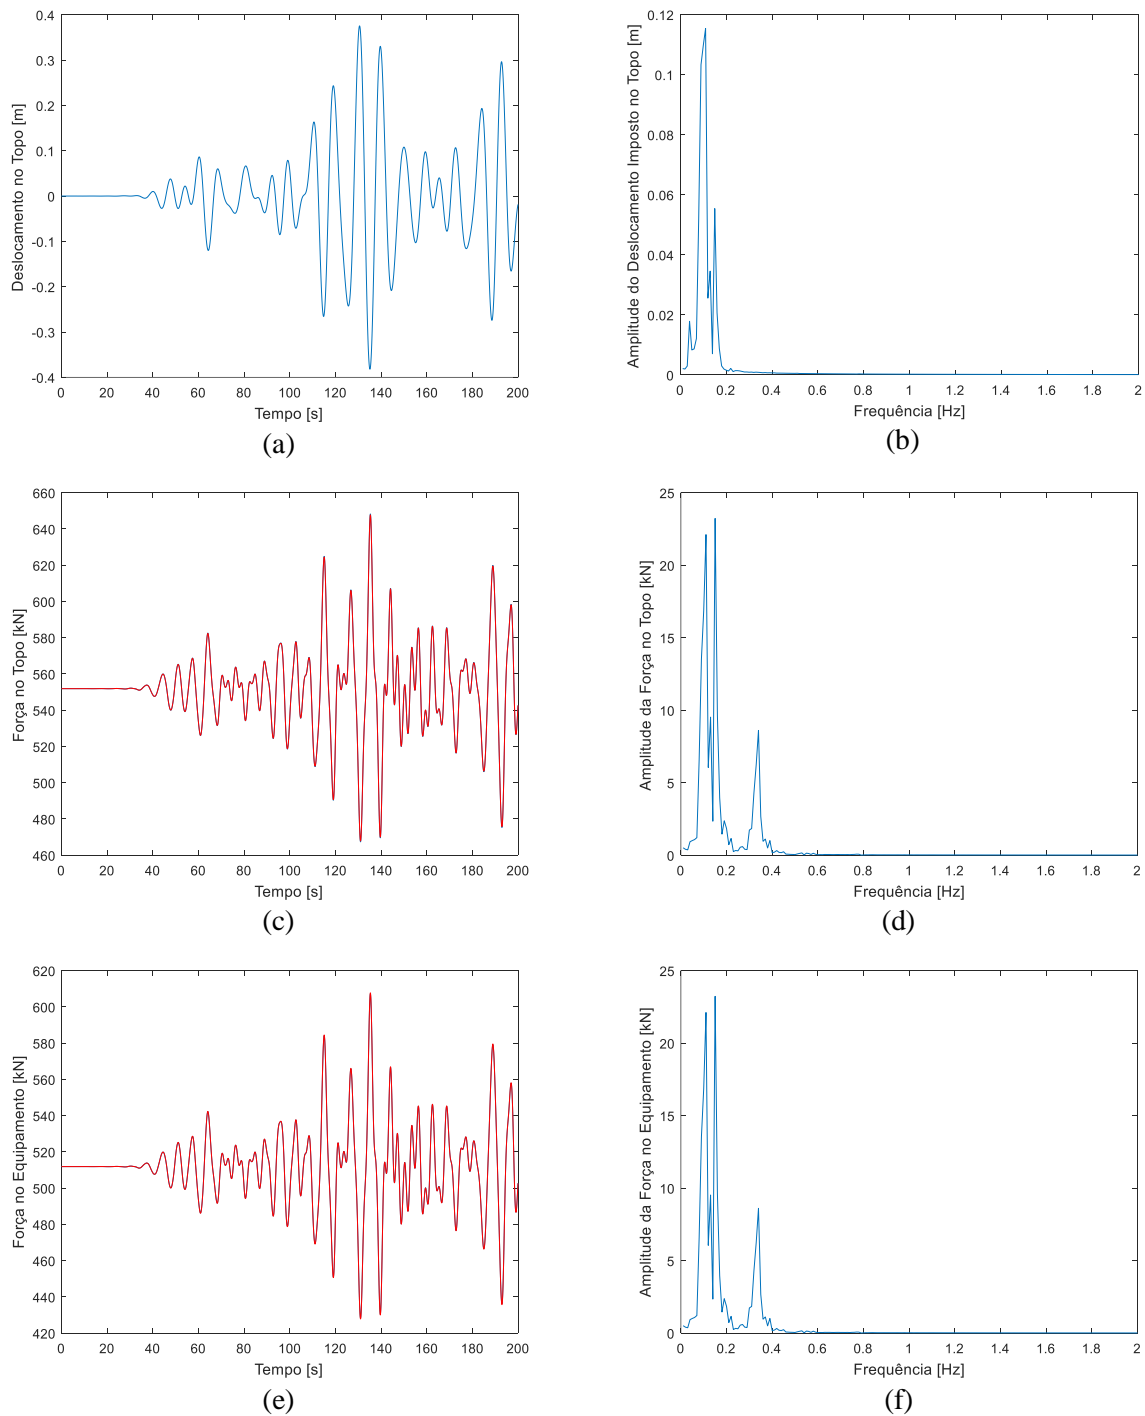 0.4
0.3
0.2
0.1
0
-0.1
-0.2
-0.3
-0.4
Deslocamento no Topo [m]
0 20 40 60 80 100 120 140 160 180 200
Tempo [s]
(a)
0.12
0.1
0.08
0.06
0.04
0.02
0
Amplitude do Deslocamento Imposto no Topo [m]
0 0.2 0.4 0.6 0.8 1 1.2 1.4 1.6 1.8 2
Frequência [Hz]
(b)
660
640
620
600
580
560
540
520
500
480
460
Força no Topo [kN]
0 20 40 60 80 100 120 140 160 180 200
Tempo [s]
(c)
25
20
15
10
5
0
Amplitude da Força no Topo [kN]
0 0.2 0.4 0.6 0.8 1 1.2 1.4 1.6 1.8 2
Frequência [Hz]
(d)
620
600
580
560
540
520
500
480
460
440
420
Força no Equipamento [kN]
0 20 40 60 80 100 120 140 160 180 200
Tempo [s]
(e)
25
20
15
10
5
0
Amplitude da Força no Equipamento [kN]
0 0.2 0.4 0.6 0.8 1 1.2 1.4 1.6 1.8 2
Frequência [Hz]
(f)